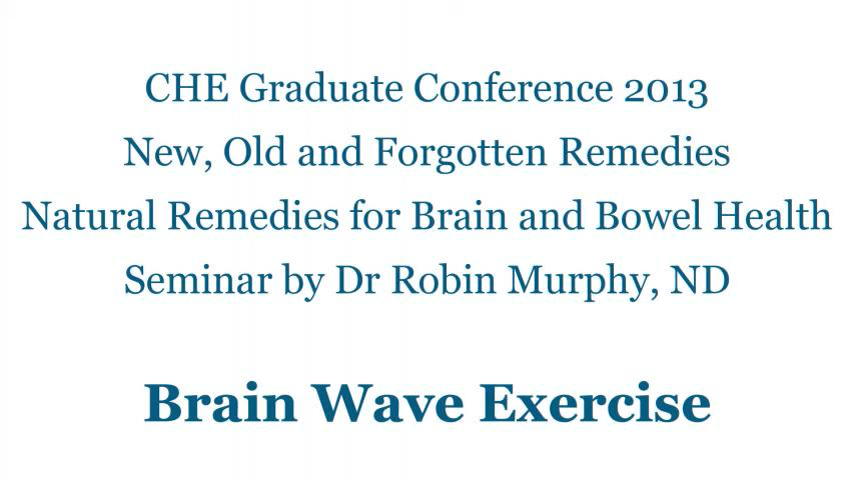 CHE Graduate Conference 2013
New, Old and Forgotten Remedies
Natural Remedies for Brain and Bowel Health
Seminar by Dr Robin Murphy, ND
Brain Wave Exercise